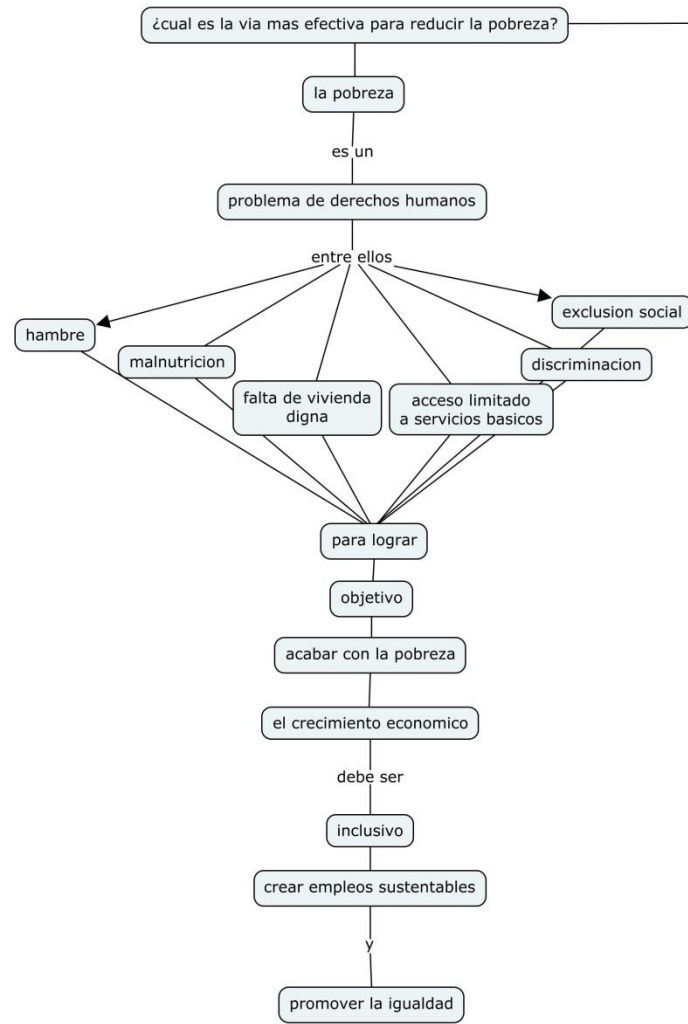 ¿cual es la via mas efectiva para reducir la pobreza?
la pobreza
es un
problema de derechos humanos
entre ellos
hambre
malnutricion
falta de vivienda
digna
acceso limitado
a servicios basicos
discriminacion
exclusion social
para lograr
objetivo
acabar con la pobreza
el crecimiento economico
debe ser
inclusivo
crear empleos sustentables
y
promover la igualdad